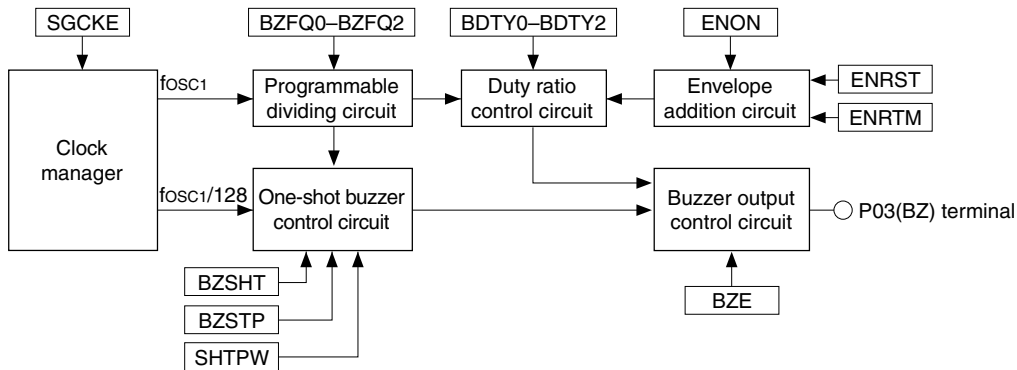 SGCKE
BZFQ0–BZFQ2
BDTY0–BDTY2
ENON
Clock
manager
fOSC1
Programmable
dividing circuit
Duty ratio
control circuit
Envelope
addition circuit
ENRST
ENRTM
fOSC1/128
One-shot buzzer
control circuit
Buzzer output
control circuit
P03(BZ) terminal
BZSHT
BZSTP
SHTPW
BZE